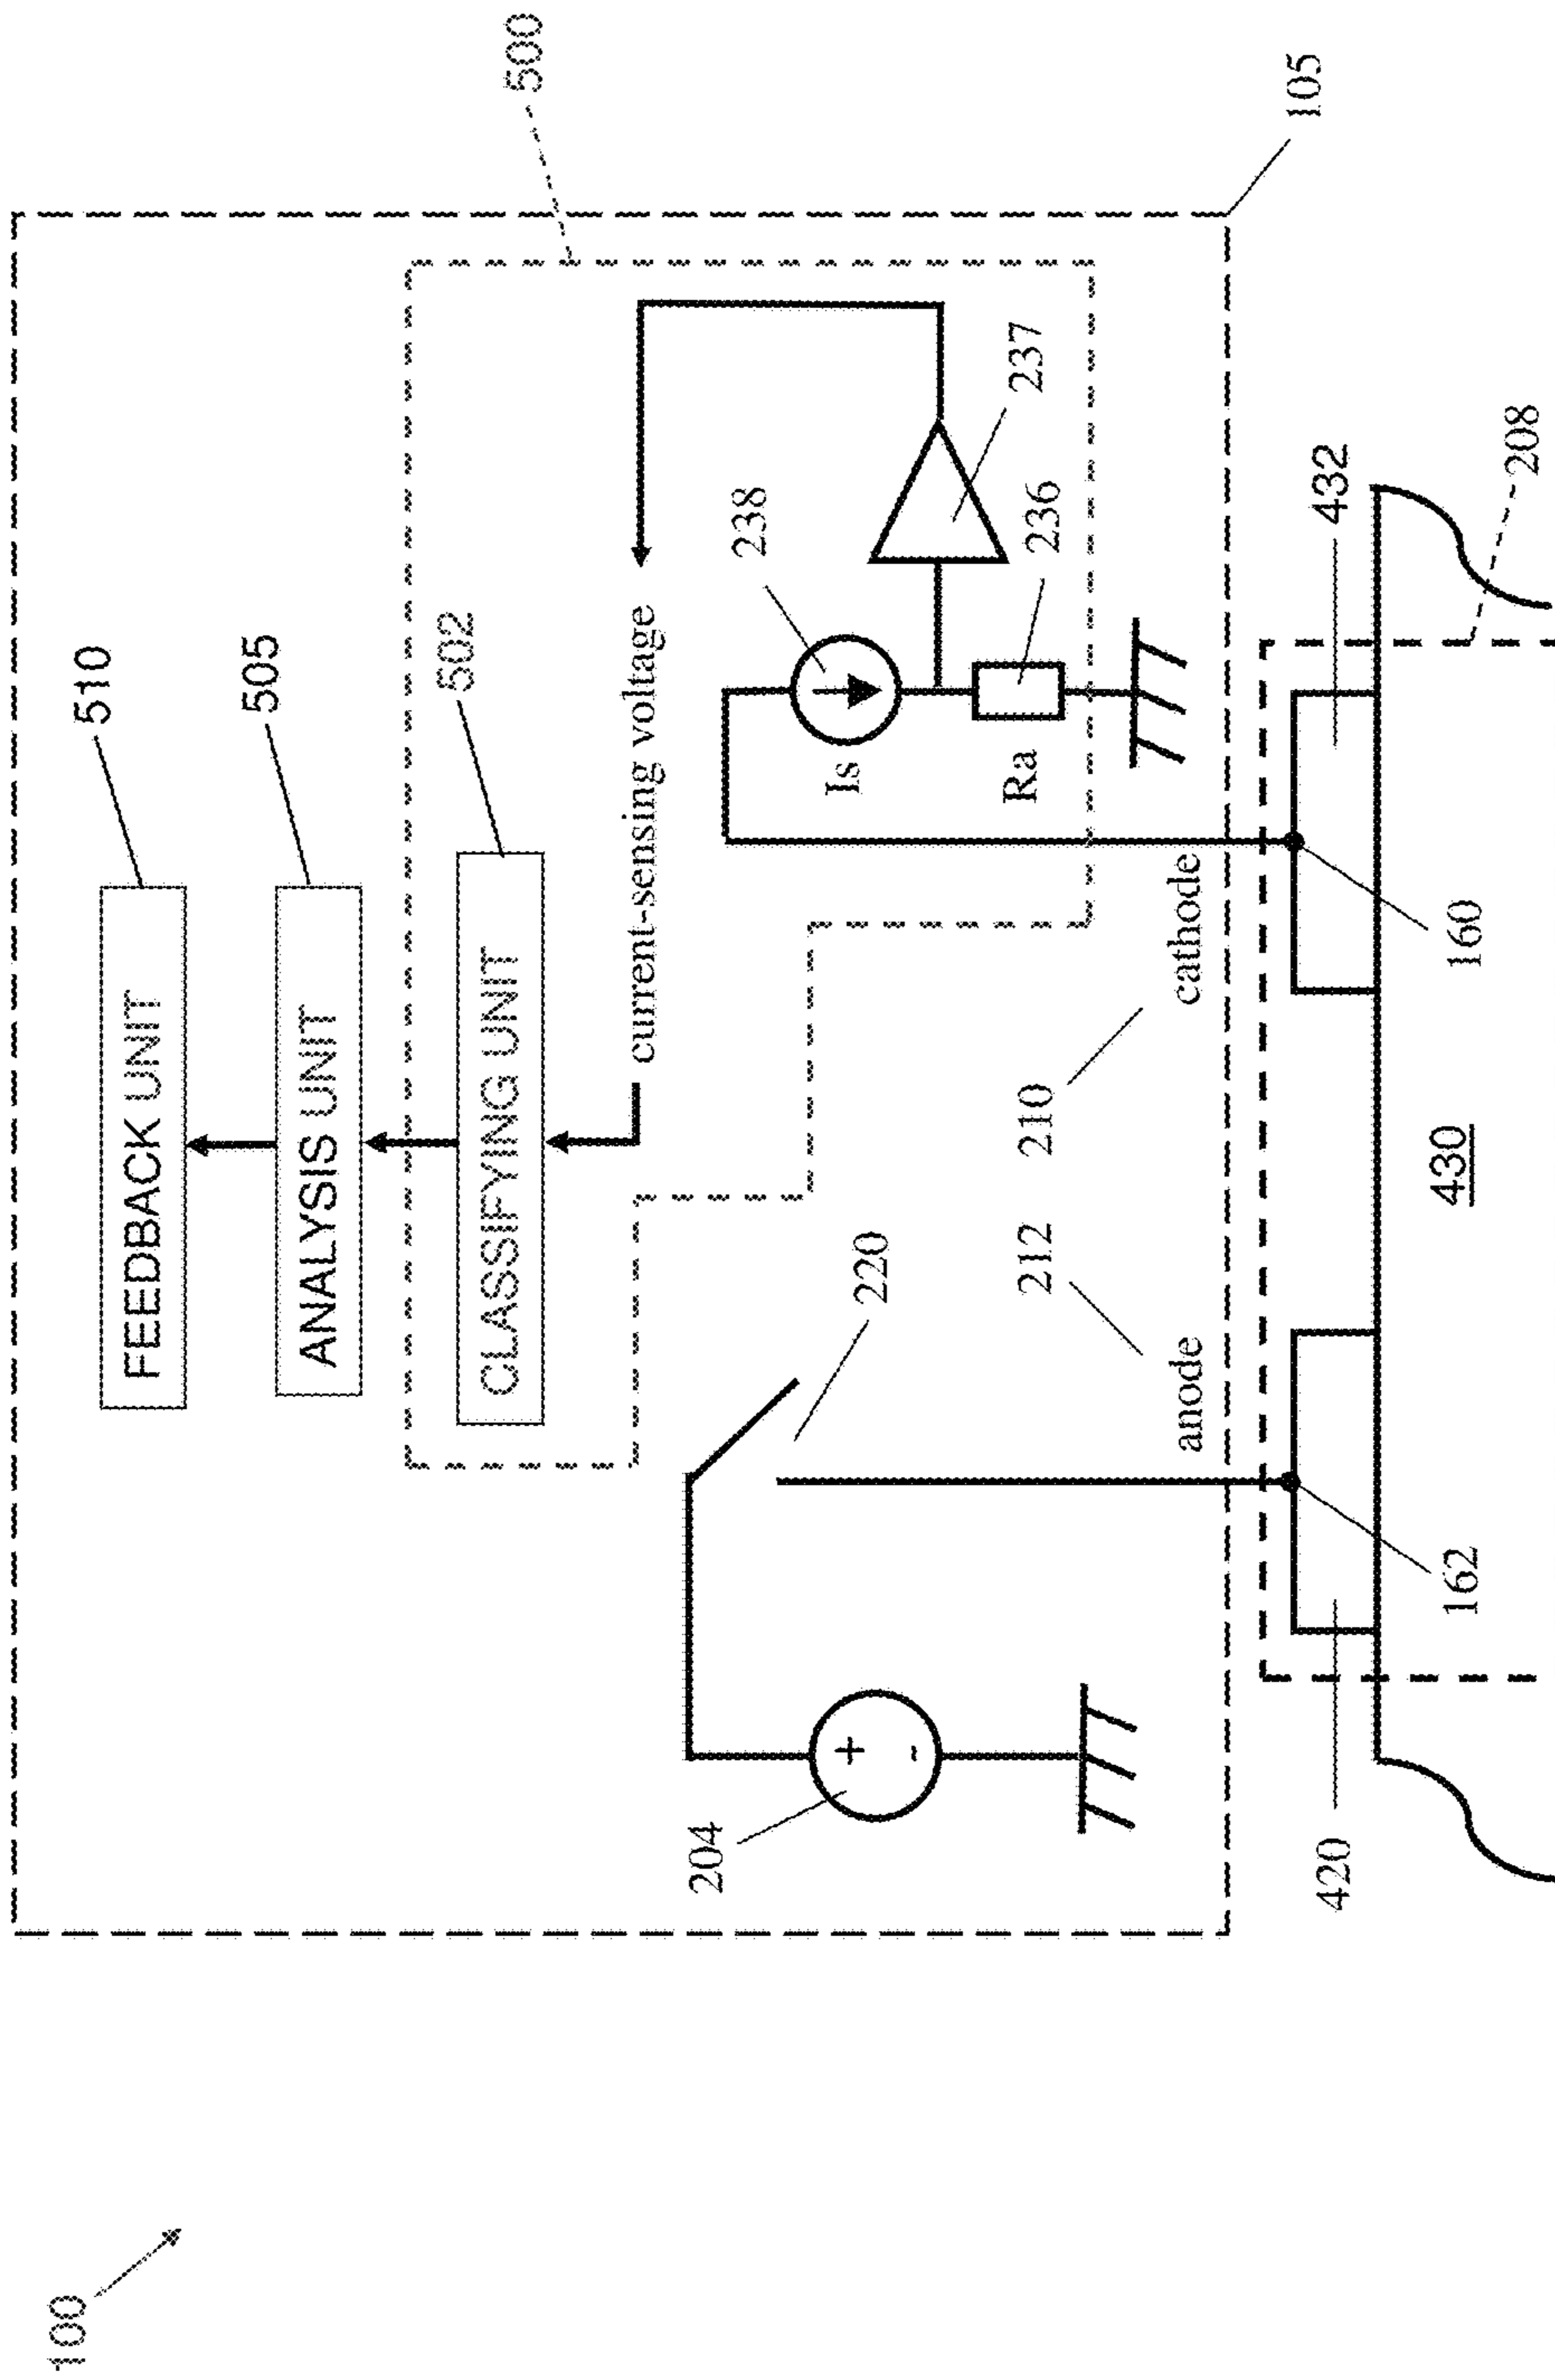 100
510
FEEDBACK UNIT
505
ANALYSIS UNIT
500
502
CLASSIFYING UNIT
current-sensing voltage
204
+
-
220
238
Is
237
Ra
236
105
212
anode
210
cathode
420
162
160
432
430
208